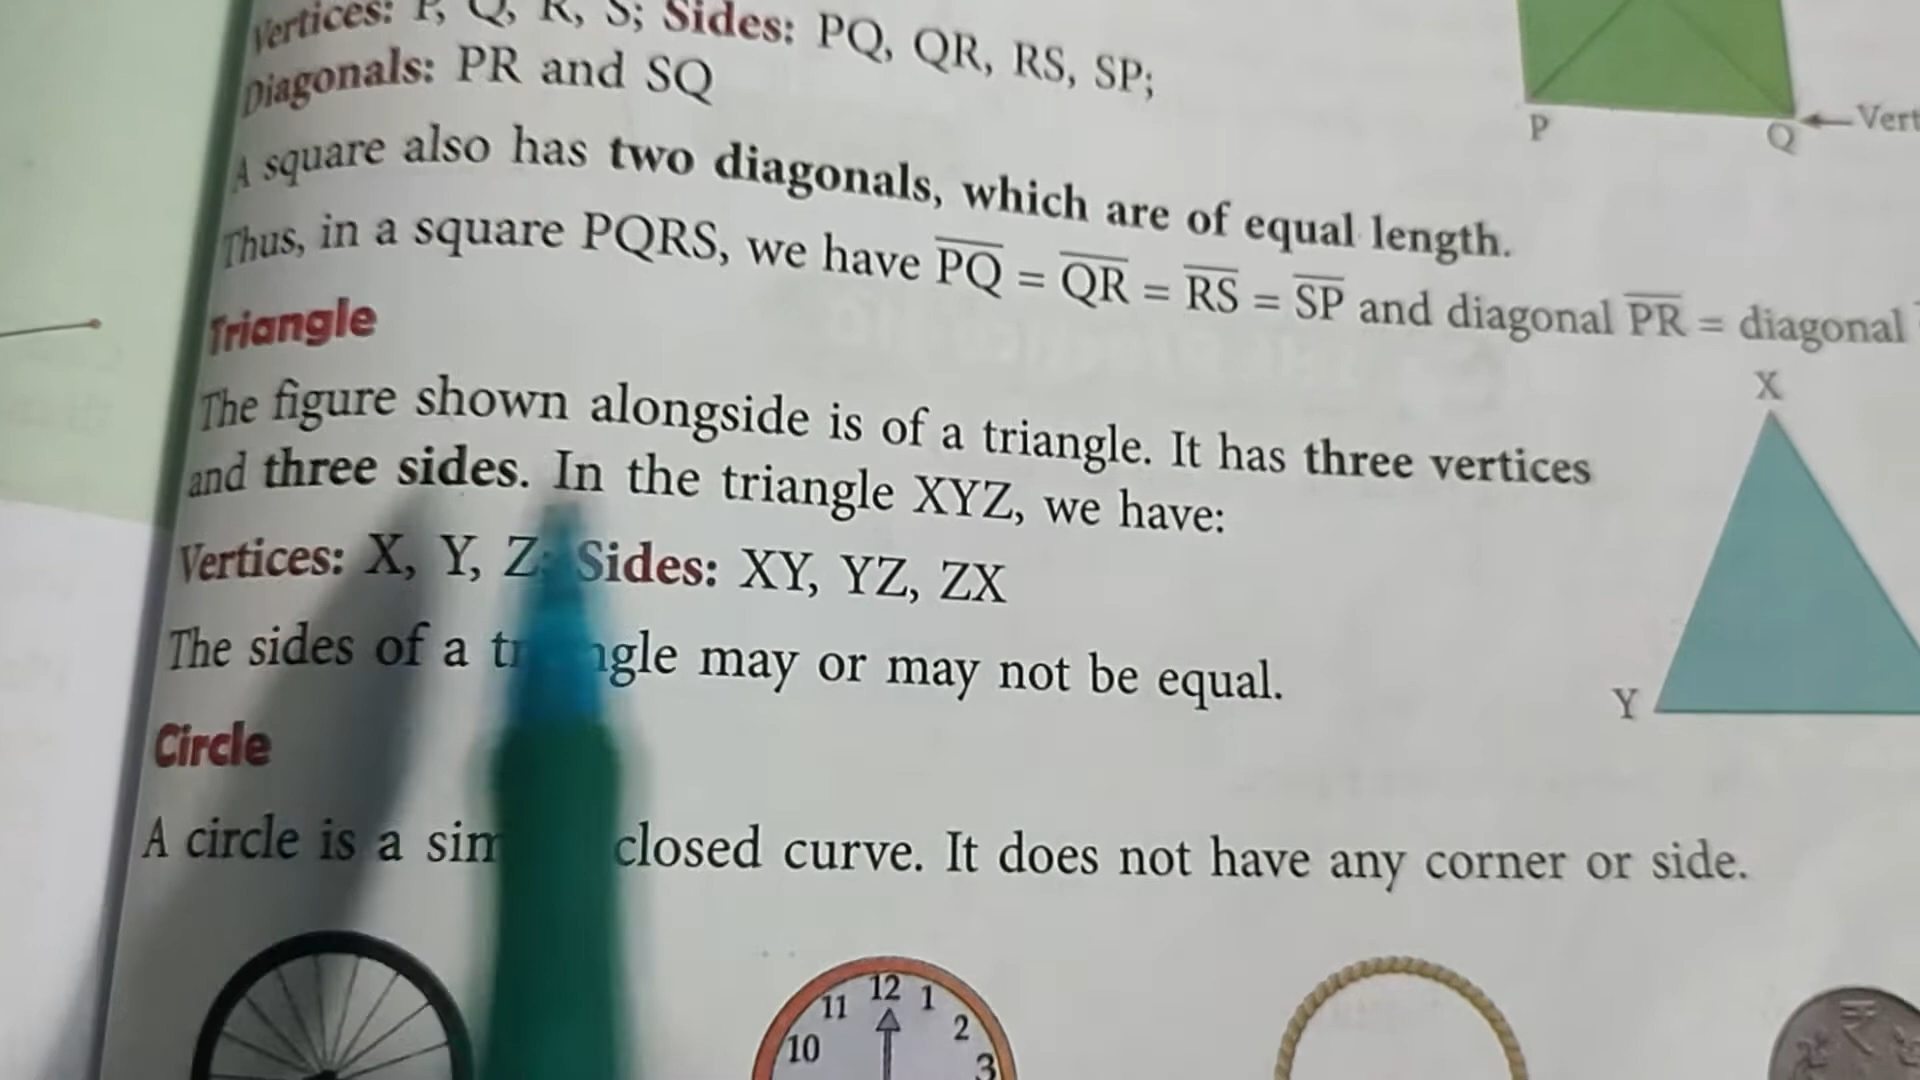 Vertices: P, Q, R, S; Sides: PQ, QR, RS, SP;
Diagonals: PR and SQ
P
Q
A square also has two diagonals, which are of equal length.
Thus, in a square PQRS, we have PQ = QR = RS = SP and diagonal PR = diagonal
Triangle
X
The figure shown alongside is of a triangle. It has three vertices
and three sides. In the triangle XYZ, we have:
Vertices: X, Y, Z; Sides: XY, YZ, ZX
The sides of a may or may not be equal.
Y
Circle
A circle is a closed curve. It does not have any corner or side.
12
11
1
10
2
3
₹